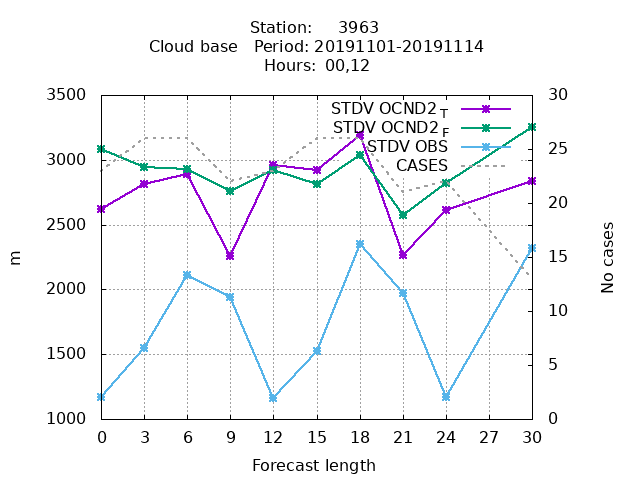 Station: 3963
Cloud base Period: 20191101-20191114
Hours: 00,12
3500
3000
2500
2000
1500
1000
m
30
25
20
15
10
5
0
No cases
STDV OCND2_T
STDV OCND2_F
STDV OBS
CASES
0 3 6 9 12 15 18 21 24 27 30
Forecast length